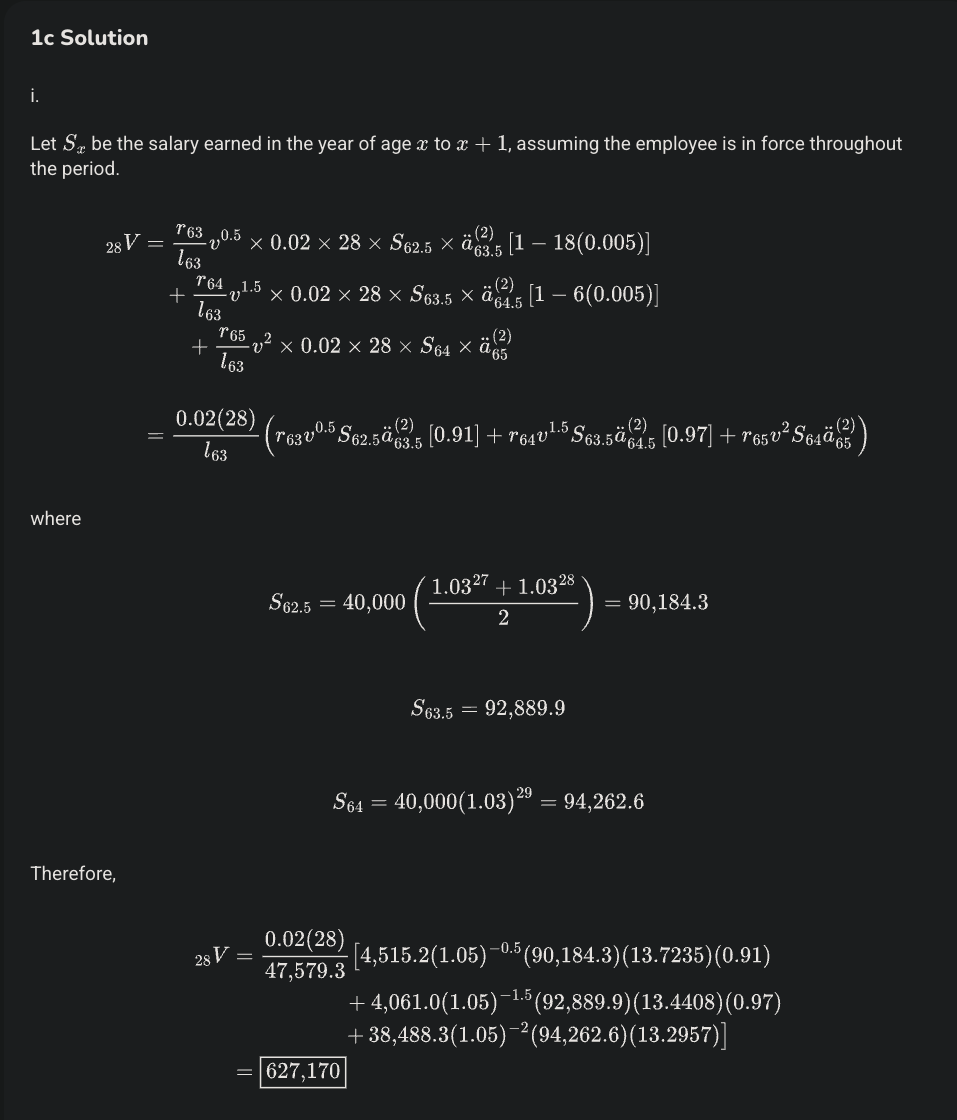 1c Solution
i.
Let $S_x$ be the salary earned in the year of age $x$ to $x + 1$, assuming the employee is in force throughout
the period.
${}_{28}V = \frac{r_{63}}{l_{63}} v^{0.5} \times 0.02 \times 28 \times S_{62.5} \times \ddot{a}_{63.5}^{(2)} [1 - 18(0.005)]$
$+ \frac{r_{64}}{l_{63}} v^{1.5} \times 0.02 \times 28 \times S_{63.5} \times \ddot{a}_{64.5}^{(2)} [1 - 6(0.005)]$
$+ \frac{r_{65}}{l_{63}} v^{2} \times 0.02 \times 28 \times S_{64} \times \ddot{a}_{65}^{(2)}$
$= \frac{0.02(28)}{l_{63}} \left( r_{63} v^{0.5} S_{62.5} \ddot{a}_{63.5}^{(2)} [0.91] + r_{64} v^{1.5} S_{63.5} \ddot{a}_{64.5}^{(2)} [0.97] + r_{65} v^{2} S_{64} \ddot{a}_{65}^{(2)} \right)$
where
$S_{62.5} = 40{,}000 \left( \frac{1.03^{27} + 1.03^{28}}{2} \right) = 90{,}184.3$
$S_{63.5} = 92{,}889.9$
$S_{64} = 40{,}000(1.03)^{29} = 94{,}262.6$
Therefore,
${}_{28}V = \frac{0.02(28)}{47{,}579.3} \left[ 4{,}515.2(1.05)^{-0.5}(90{,}184.3)(13.7235)(0.91) \right.$
$+ 4{,}061.0(1.05)^{-1.5}(92{,}889.9)(13.4408)(0.97)$
$\left. + 38{,}488.3(1.05)^{-2}(94{,}262.6)(13.2957) \right]$
$= \boxed{627{,}170}$